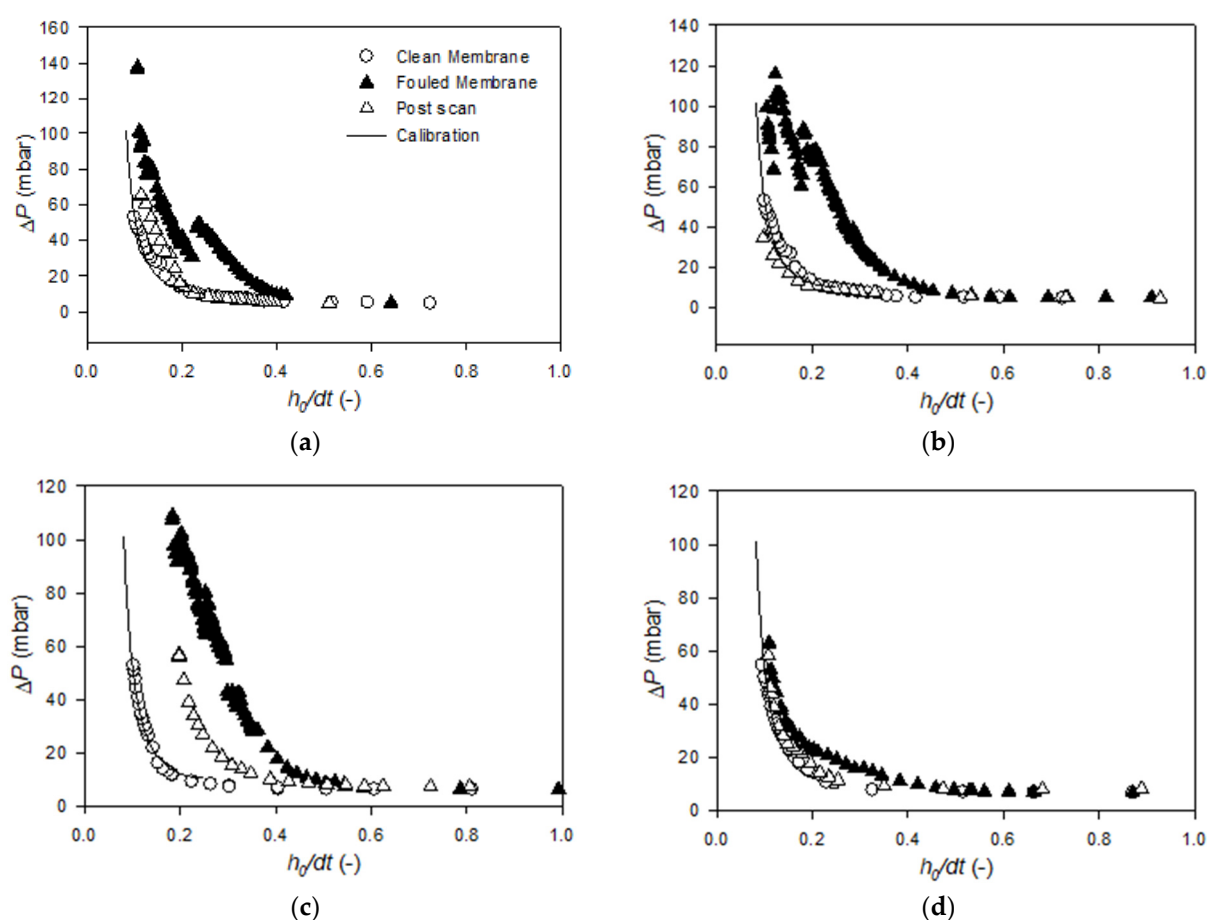 160
140
120
100
80
60
40
20
0
ΔP (mbar)
0.0 0.2 0.4 0.6 0.8 1.0
h₀/dt (-)
Clean Membrane
Fouled Membrane
Post scan
Calibration
(a)
140
120
100
80
60
40
20
0
ΔP (mbar)
0.0 0.2 0.4 0.6 0.8 1.0
h₀/dt (-)
(b)
120
100
80
60
40
20
0
ΔP (mbar)
0.0 0.2 0.4 0.6 0.8 1.0
h₀/dt (-)
(c)
120
100
80
60
40
20
0
ΔP (mbar)
0.0 0.2 0.4 0.6 0.8 1.0
h₀/dt (-)
(d)